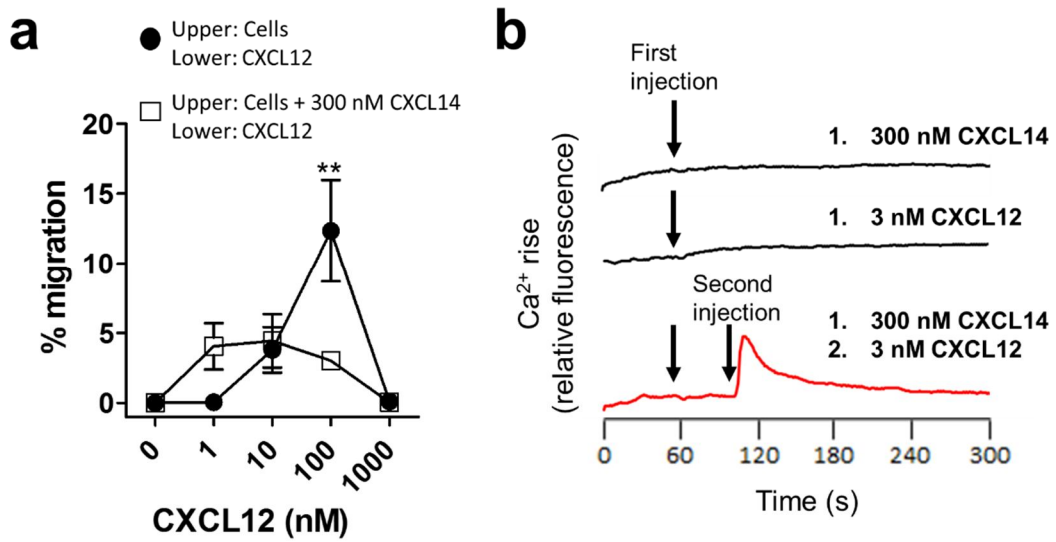 a
Upper: Cells
Lower: CXCL12
Upper: Cells + 300 nM CXCL14
Lower: CXCL12
20
15
10
5
0
**
% migration
0
1
10
100
1000
CXCL12 (nM)
b
First
injection
1. 300 nM CXCL14
1. 3 nM CXCL12
Second
injection
1. 300 nM CXCL14
2. 3 nM CXCL12
Ca²⁺ rise
(relative fluorescence)
0 60 120 180 240 300
Time (s)